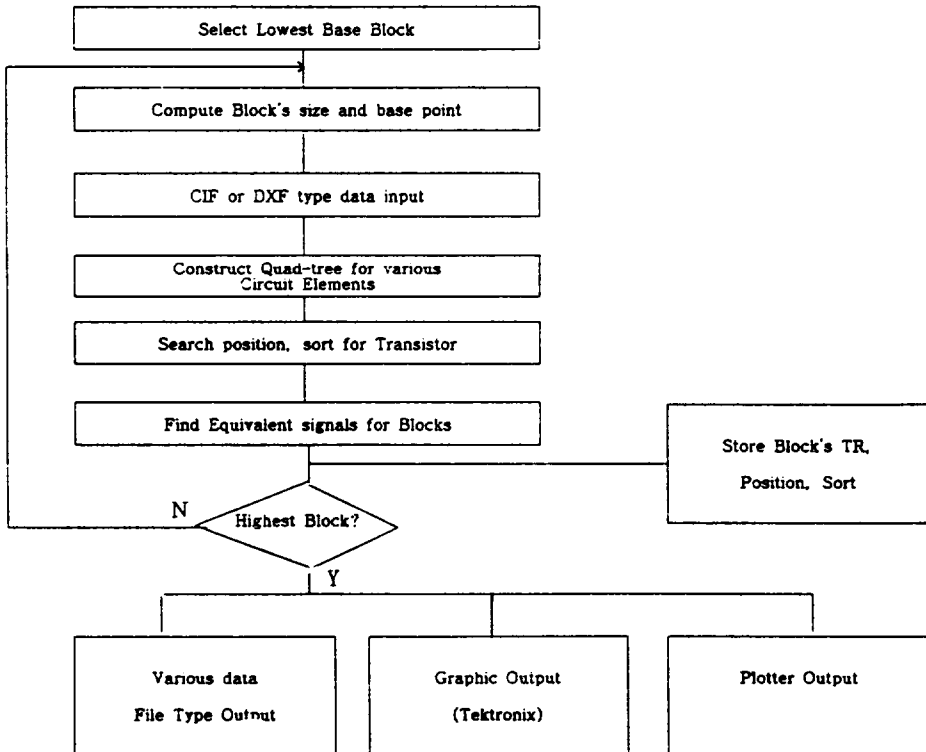 Select Lowest Base Block
Compute Block's size and base point
CIF or DXF type data input
Construct Quad-tree for various
Circuit Elements
Search position, sort for Transistor
Find Equivalent signals for Blocks
Store Block's TR,
Position, Sort
N
Highest Block?
Y
Various data
File Type Output
Graphic Output
(Tektronix)
Plotter Output